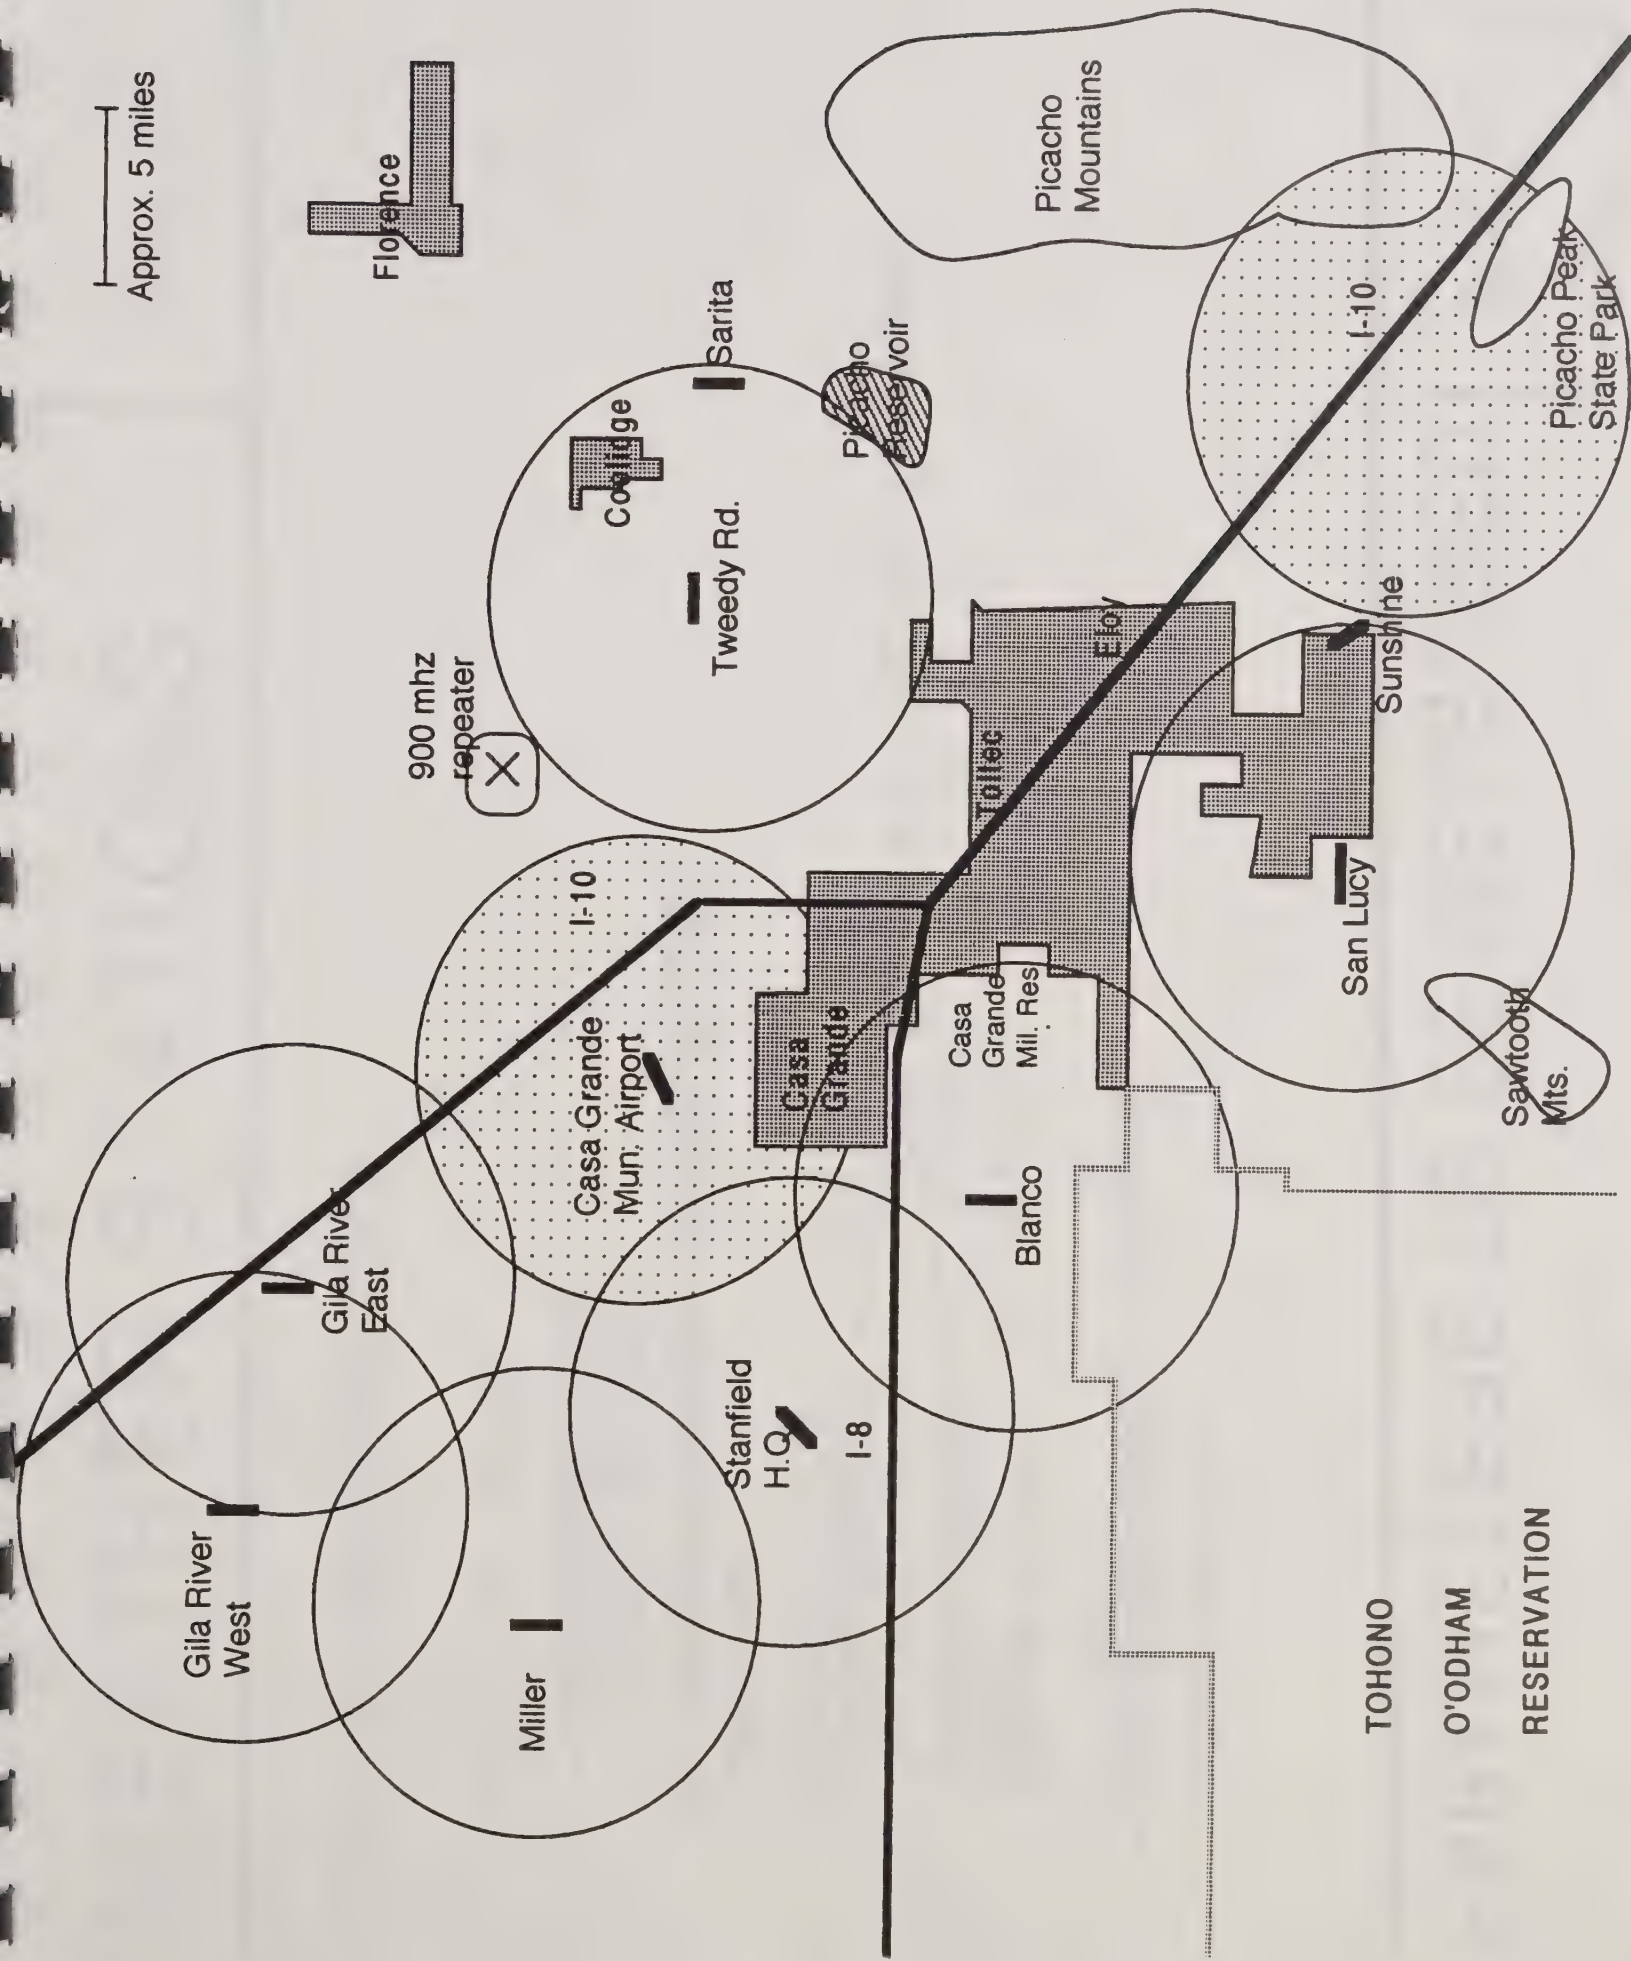 Approx. 5 miles
Florence
900 mhz
repeater
Coolidge
Sarita
Tweedy Rd.
Picacho
Reservoir
Picacho
Mountains
Gila River
West
Gila River
East
I-10
Casa Grande
Mun. Airport
Miller
Stanfield
H.Q.
I-8
Casa
Grande
Casa
Grande
Mil. Res.
Blanco
Toltec
Eloy
I-10
Sunshine
San Lucy
Picacho Peak
State Park
Sawtooth
Mts.
TOHONO
O'ODHAM
RESERVATION